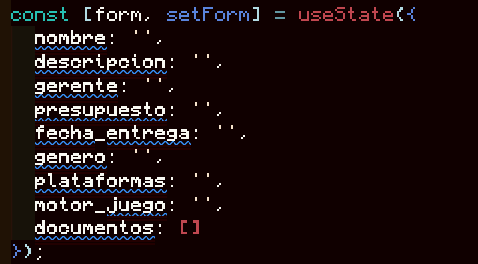 const [form, setForm] = useState({
nombre: '',
descripcion: '',
gerente: '',
presupuesto: '',
fecha_entrega: '',
genero: '',
plataformas: '',
motor_juego: '',
documentos: []
});